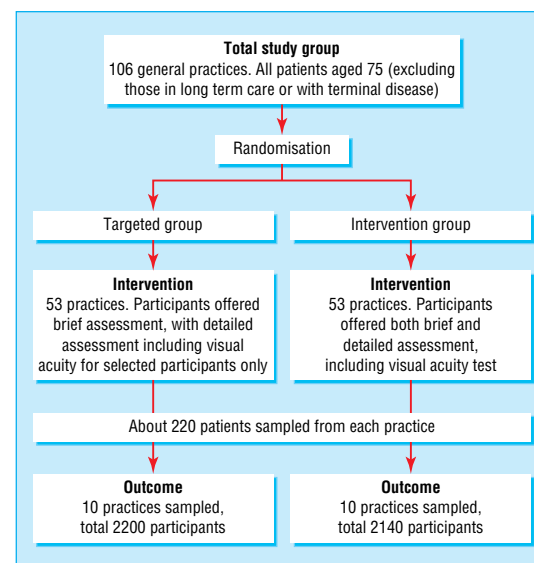 Total study group
106 general practices. All patients aged 75 (excluding
those in long term care or with terminal disease)
Randomisation
Targeted group
Intervention group
Intervention
53 practices. Participants offered
brief assessment, with detailed
assessment including visual
acuity for selected participants only
Intervention
53 practices. Participants
offered both brief and
detailed assessment,
including visual acuity test
About 220 patients sampled from each practice
Outcome
10 practices sampled,
total 2200 participants
Outcome
10 practices sampled,
total 2140 participants